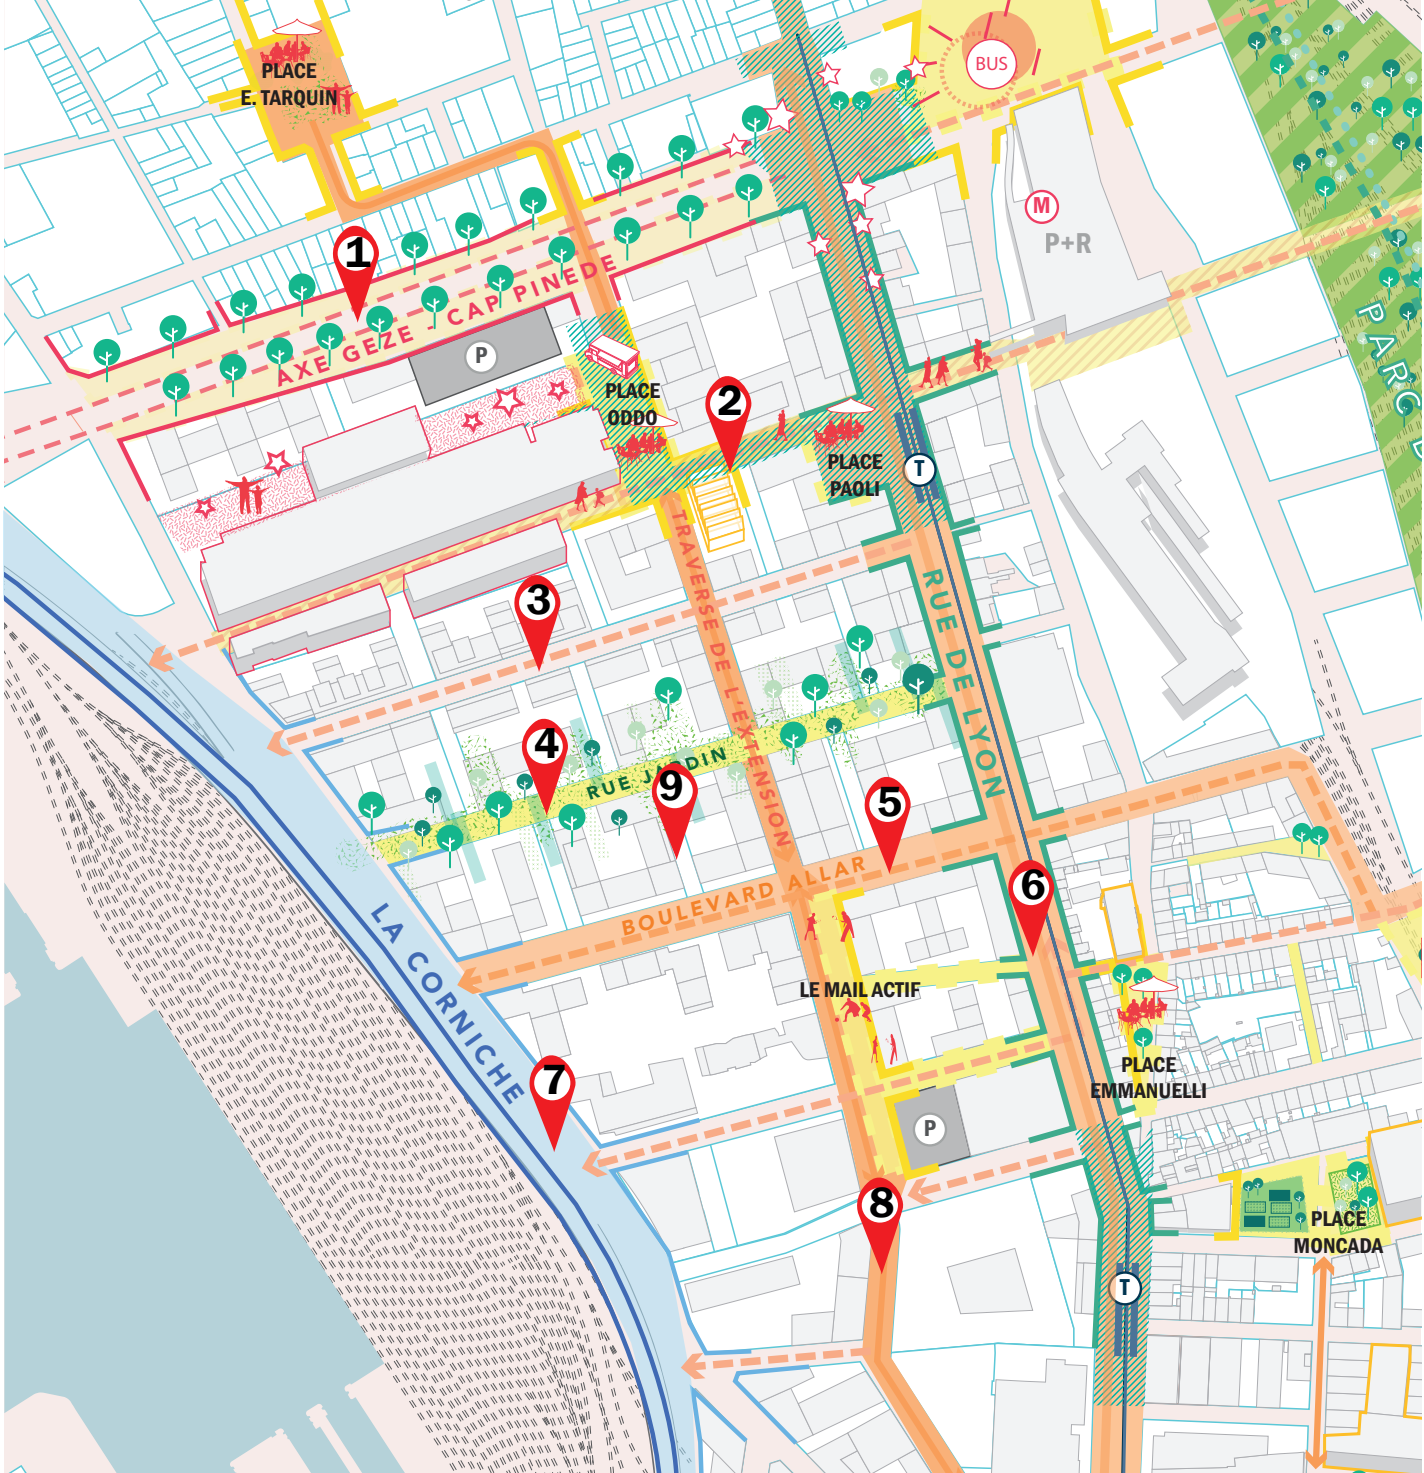 PLACE
E. TARQUIN
BUS
M
P+R
1
AXE GEZE - CAP PINEDE
P
PLACE
ODDO
2
PLACE
PAOLI
T
PARC D
TRAVERSE DE L'EXTENSION
RUE DE LYON
3
4
RUE JARDIN
9
5
BOULEVARD ALLAR
6
LA CORNICHE
LE MAIL ACTIF
7
PLACE
EMMANUELLI
P
8
PLACE
MONCADA
T